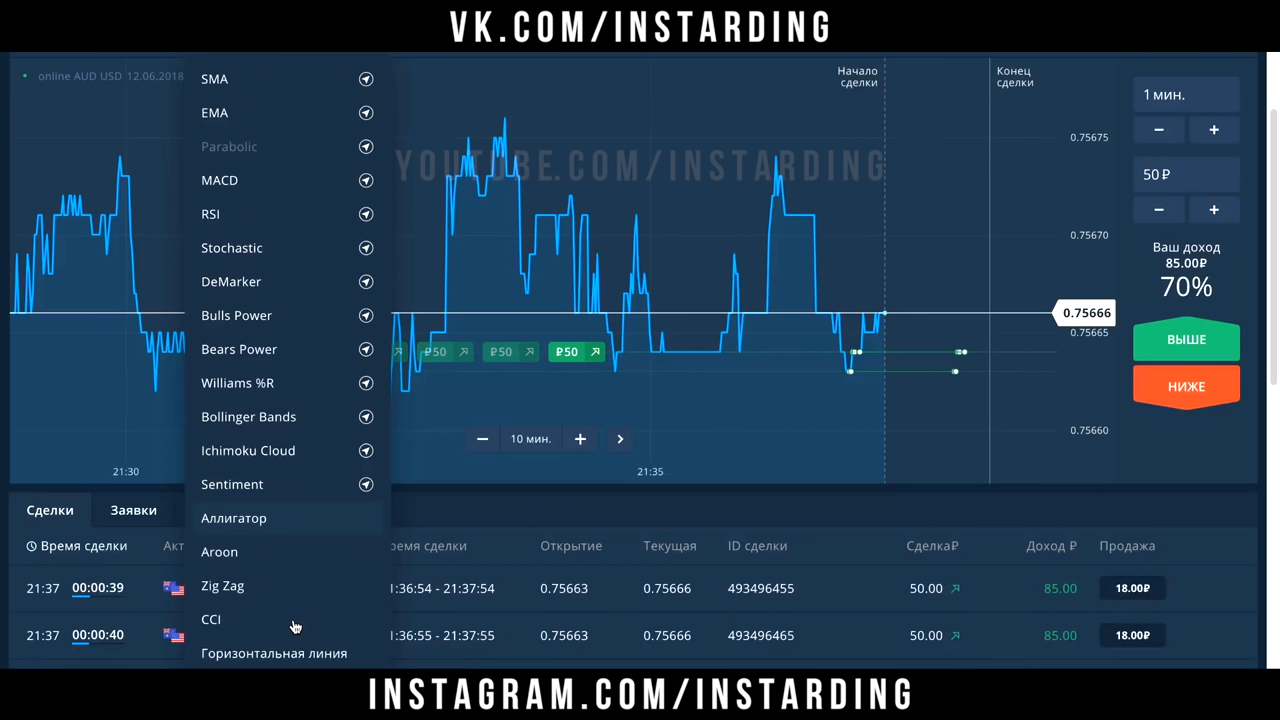 VK.COM/INSTARDING
online AUD USD 12.06.2018
YOUTUBE.COM/INSTARDING
SMA
EMA
Parabolic
MACD
RSI
Stochastic
DeMarker
Bulls Power
Bears Power
Williams %R
Bollinger Bands
Ichimoku Cloud
Sentiment
Аллигатор
Aroon
Zig Zag
CCI
Горизонтальная линия
Начало
сделки
Конец
сделки
0.75675
0.75670
0.75666
0.75665
0.75660
₽50
₽50
₽50
− 10 мин. + >
21:30
21:35
1 мин.
− +
50 ₽
− +
Ваш доход
85.00₽
70%
ВЫШЕ
НИЖЕ
Сделки Заявки
Время сделки Открытие Текущая ID сделки Сделка₽ Доход ₽ Продажа
21:37 00:00:39 1:36:54 - 21:37:54 0.75663 0.75666 493496455 50.00 85.00 18.00₽
21:37 00:00:40 1:36:55 - 21:37:55 0.75663 0.75666 493496465 50.00 85.00 18.00₽
INSTAGRAM.COM/INSTARDING